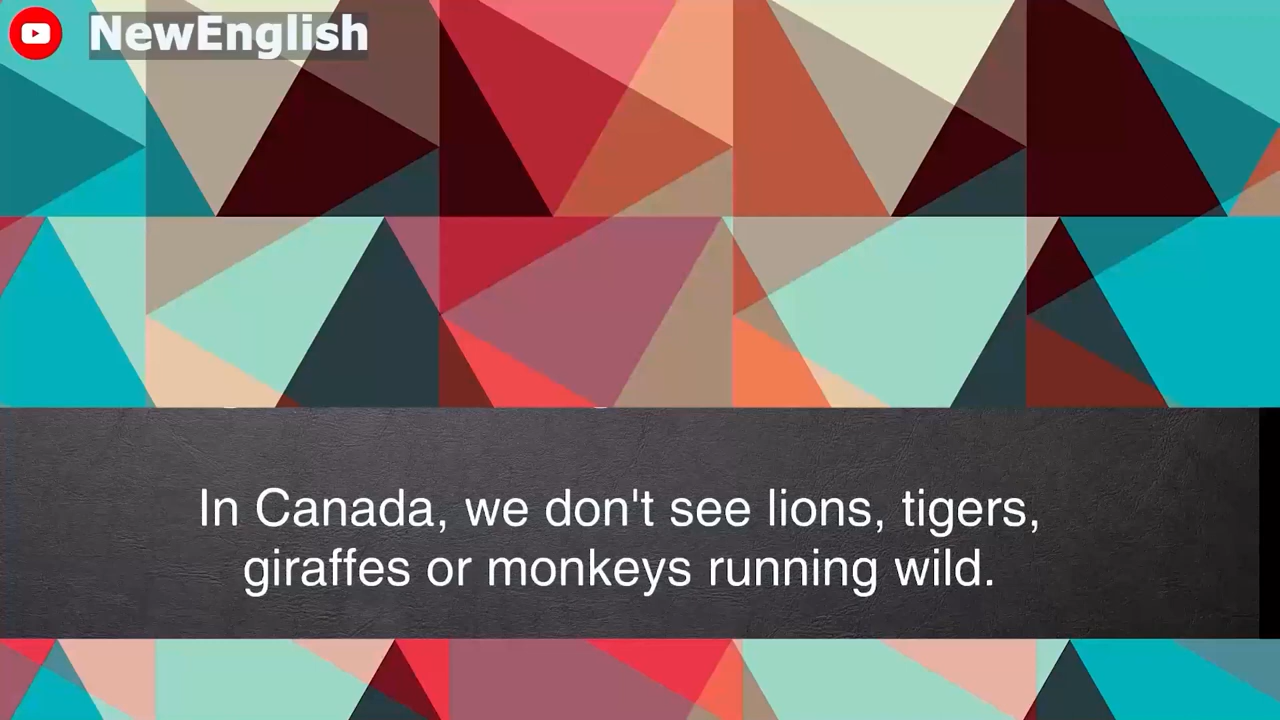 NewEnglish
In Canada, we don't see lions, tigers,
giraffes or monkeys running wild.